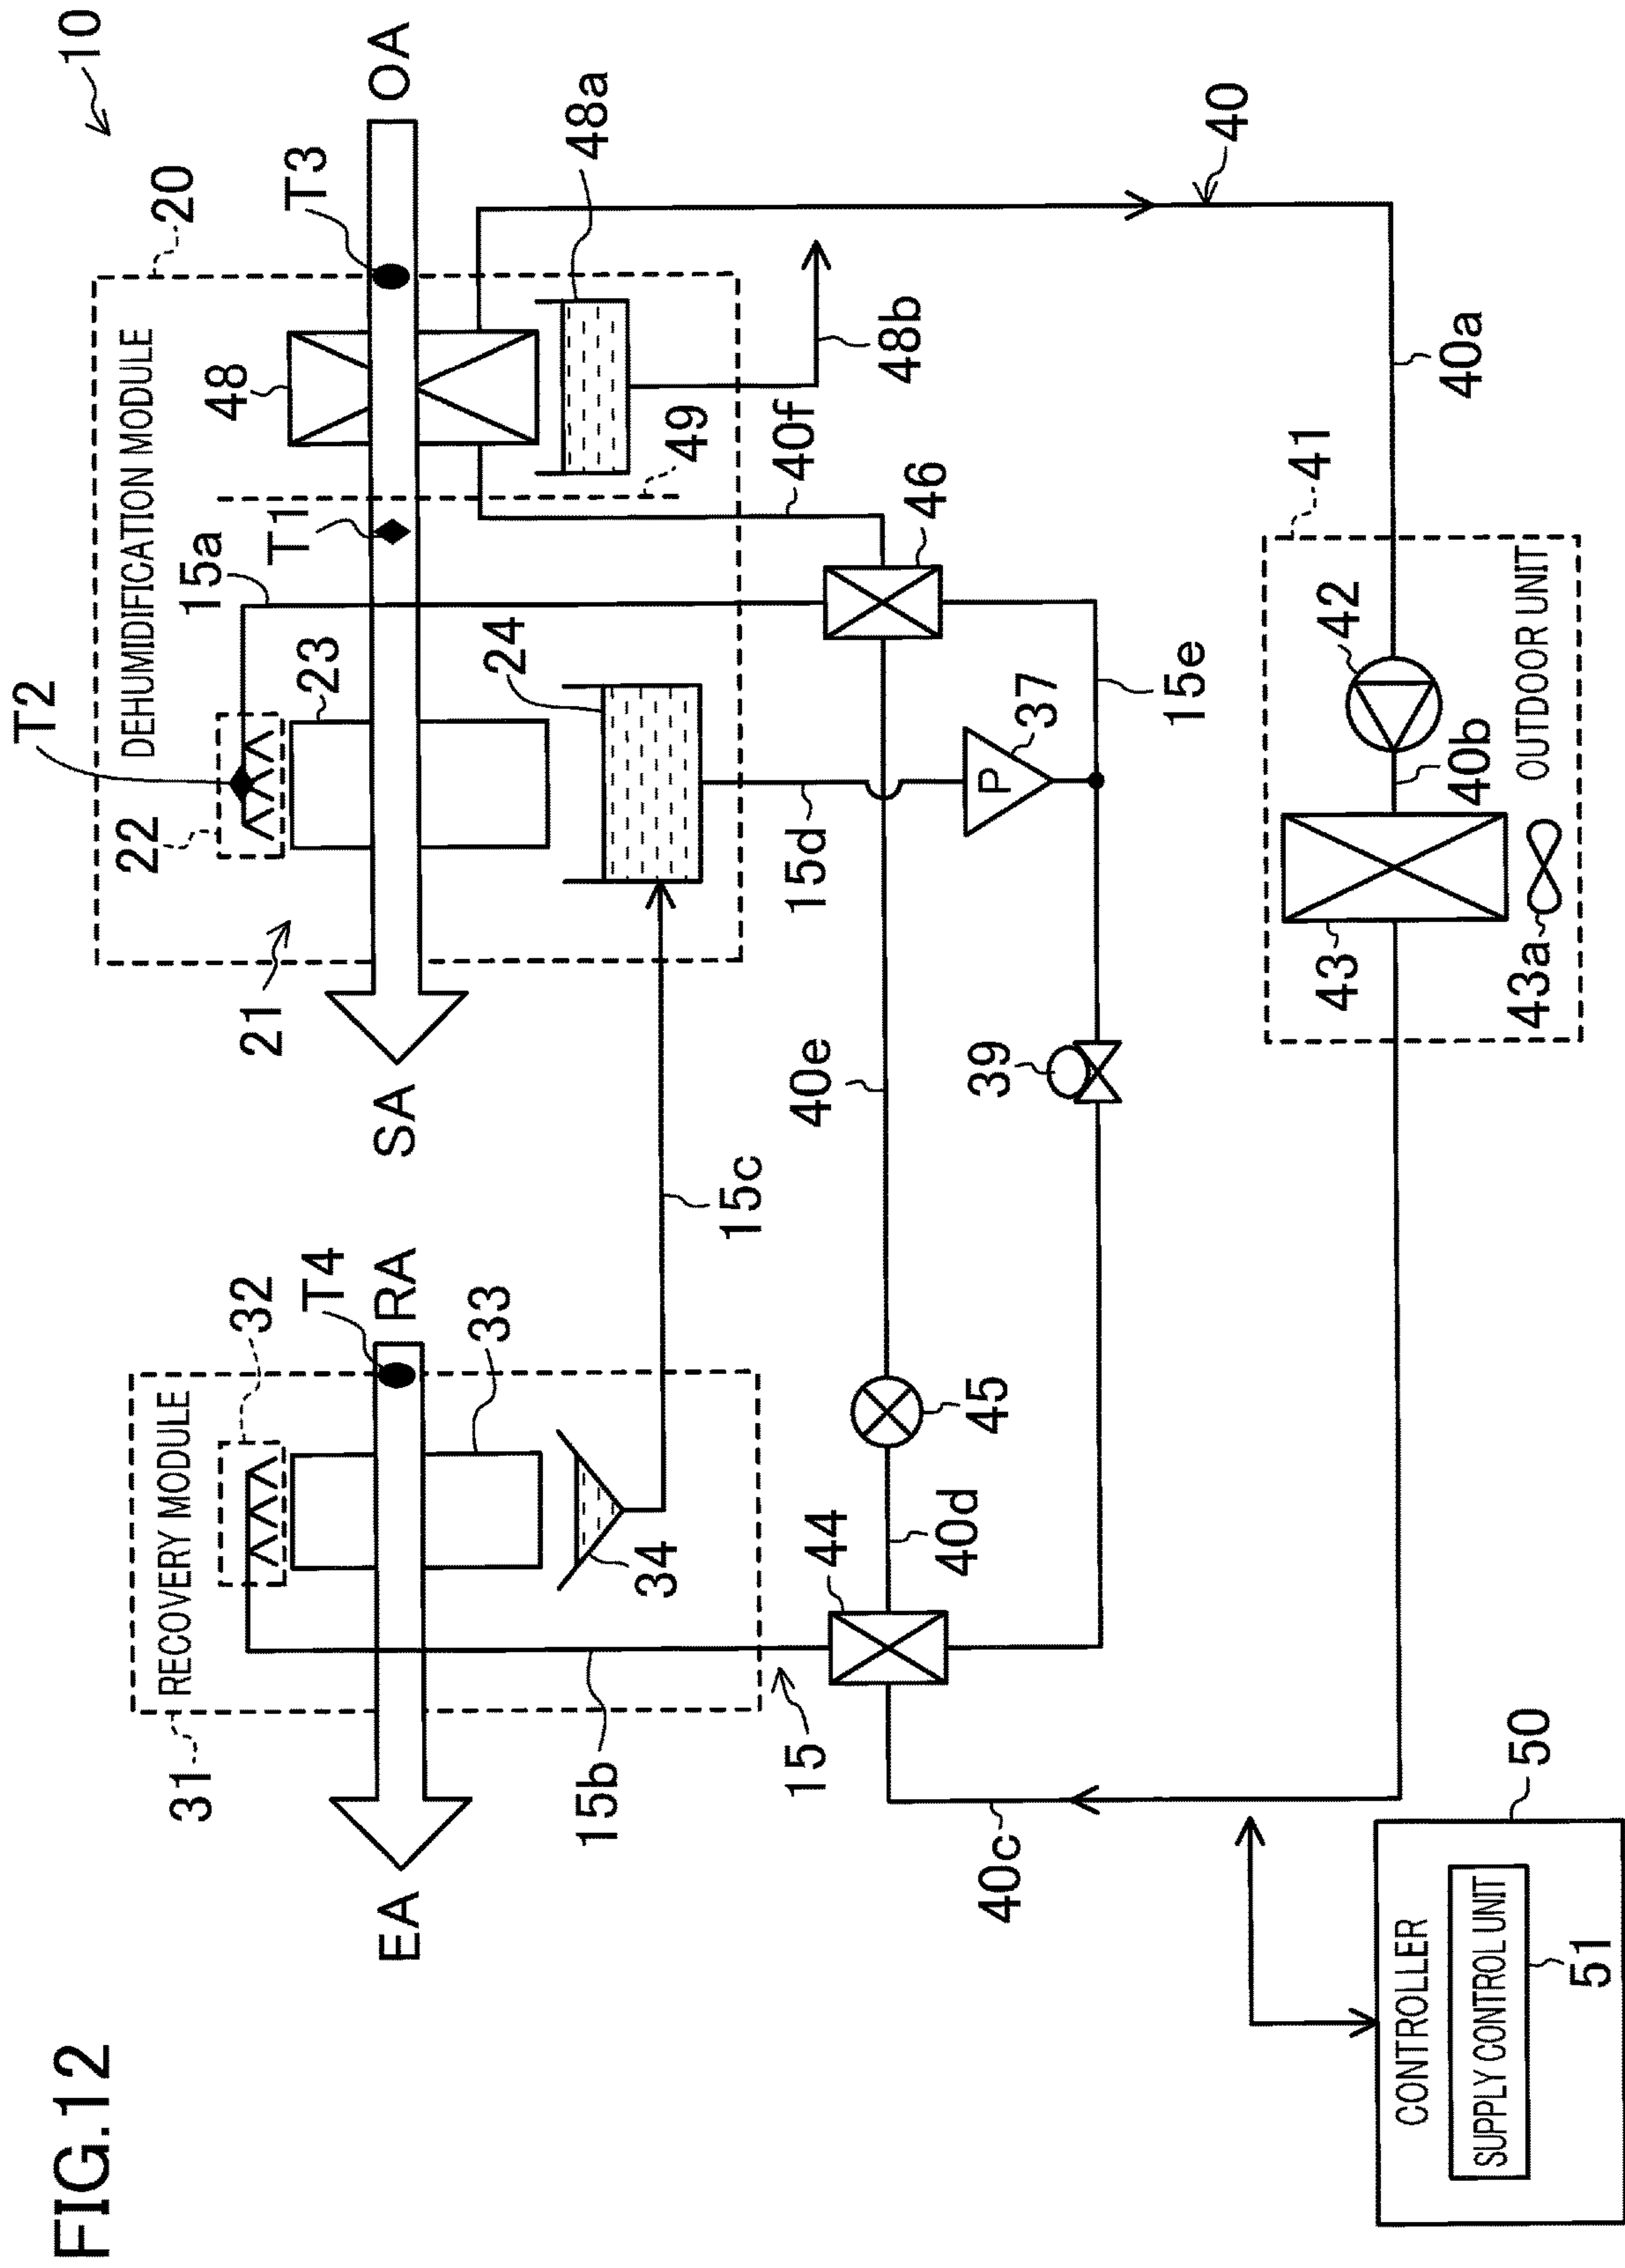 FIG.12
10
20
DEHUMIDIFICATION MODULE
OA
T3
48
48a
48b
49
T1
15a
T2
22
23
24
21
SA
40f
46
40
40a
41
OUTDOOR UNIT
42
40b
43
43a
15d
P
37
15e
39
40e
15c
31
RECOVERY MODULE
32
T4
RA
33
34
EA
15b
15
44
40d
45
40c
50
CONTROLLER
SUPPLY CONTROL UNIT
51